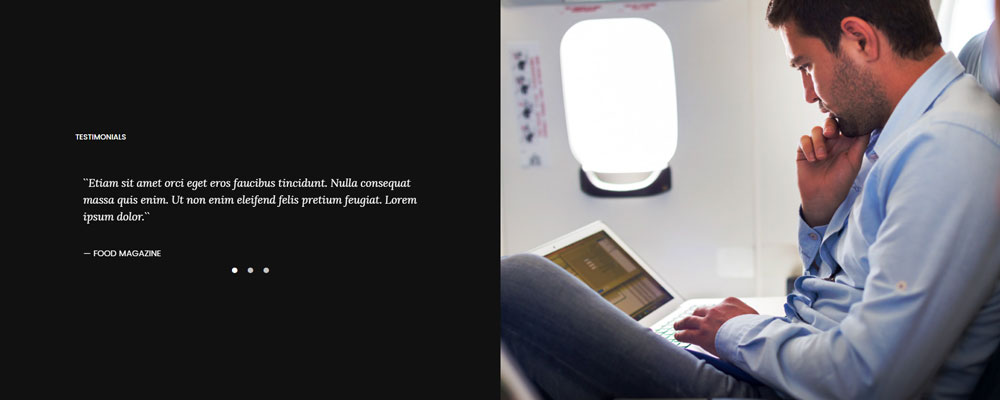 TESTIMONIALS
``Etiam sit amet orci eget eros faucibus tincidunt. Nulla consequat
massa quis enim. Ut non enim eleifend felis pretium feugiat. Lorem
ipsum dolor.``
— FOOD MAGAZINE